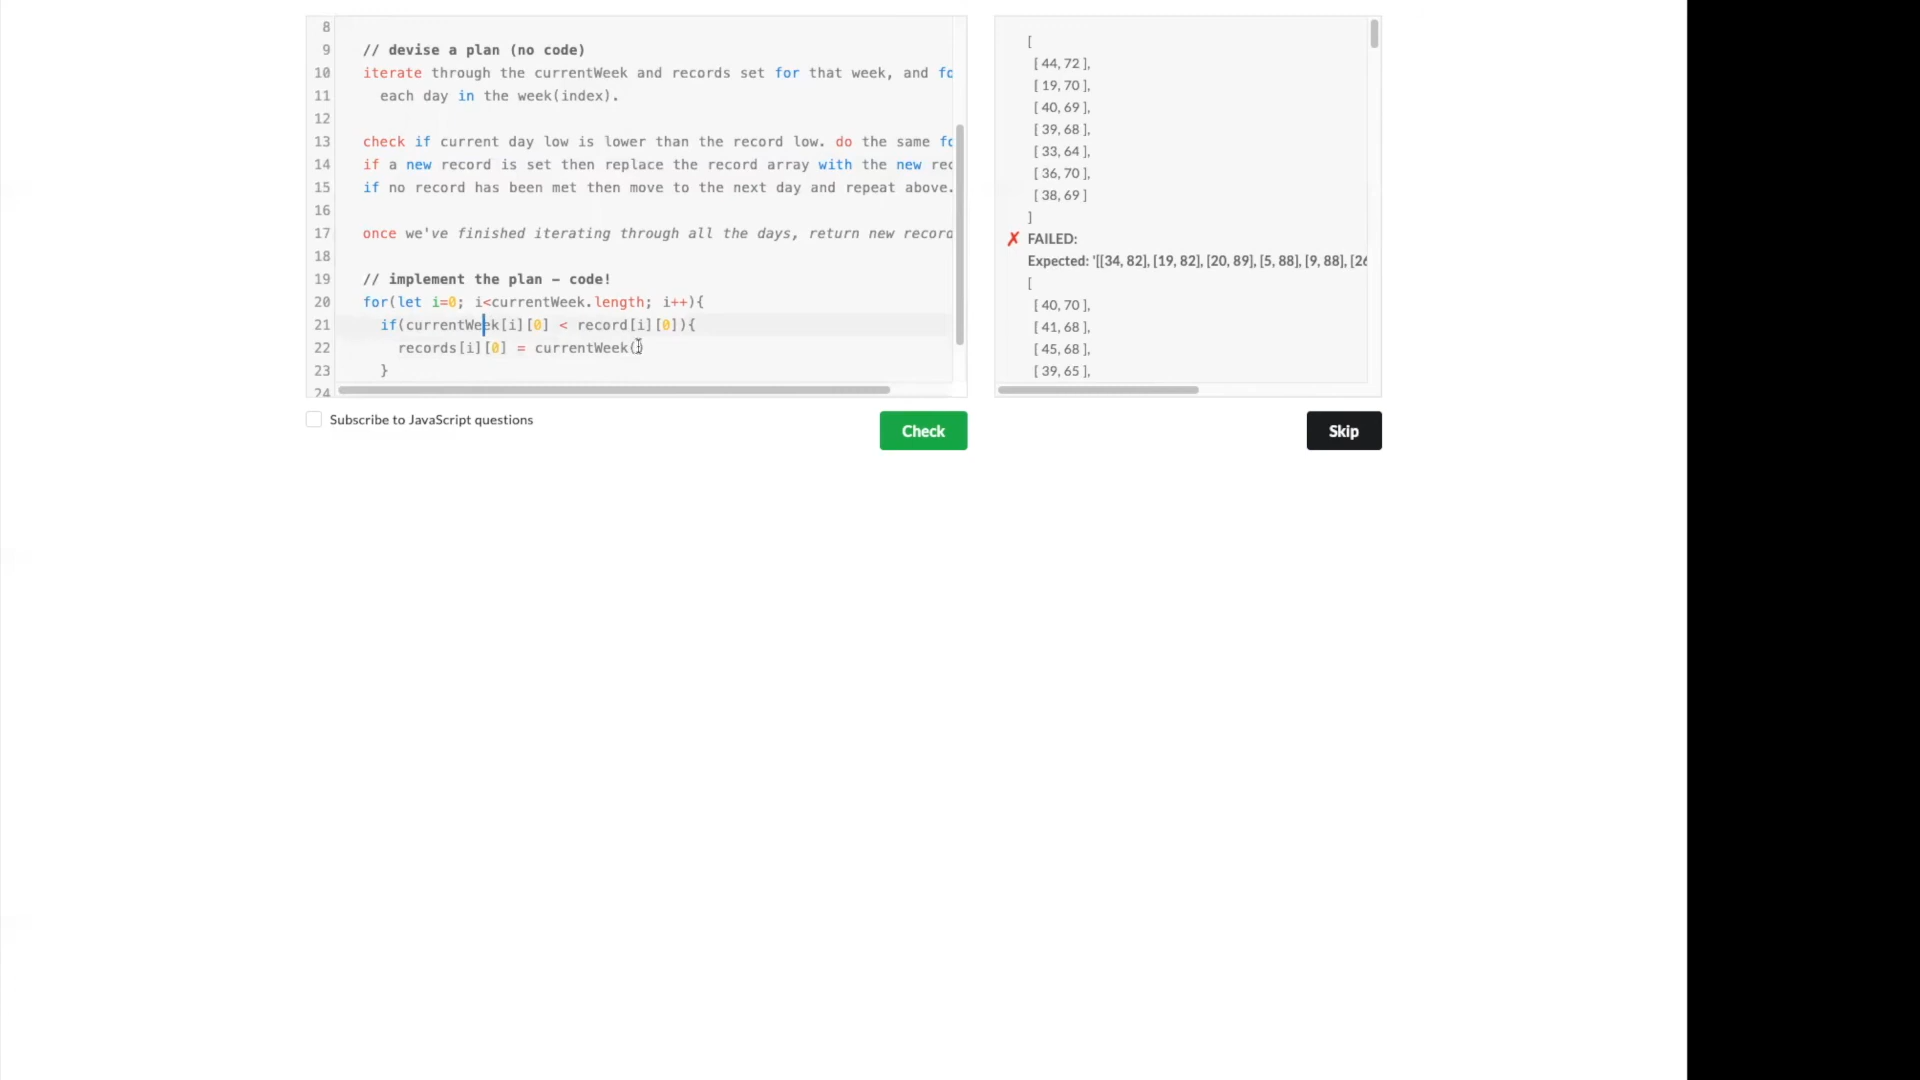 8
9 // devise a plan (no code)
10 iterate through the currentWeek and records set for that week, and fo
11 each day in the week(index).
12
13 check if current day low is lower than the record low. do the same fo
14 if a new record is set then replace the record array with the new rec
15 if no record has been met then move to the next day and repeat above.
16
17 once we've finished iterating through all the days, return new record
18
19 // implement the plan - code!
20 for(let i=0; i<currentWeek.length; i++){
21 if(currentWeek[i][0] < record[i][0]){
22 records[i][0] = currentWeek()
23 }
24
Subscribe to JavaScript questions
Check
[
[ 44, 72 ],
[ 19, 70 ],
[ 40, 69 ],
[ 39, 68 ],
[ 33, 64 ],
[ 36, 70 ],
[ 38, 69 ]
]
✗ FAILED:
Expected: '[[34, 82], [19, 82], [20, 89], [5, 88], [9, 88], [26
[
[ 40, 70 ],
[ 41, 68 ],
[ 45, 68 ],
[ 39, 65 ],
Skip